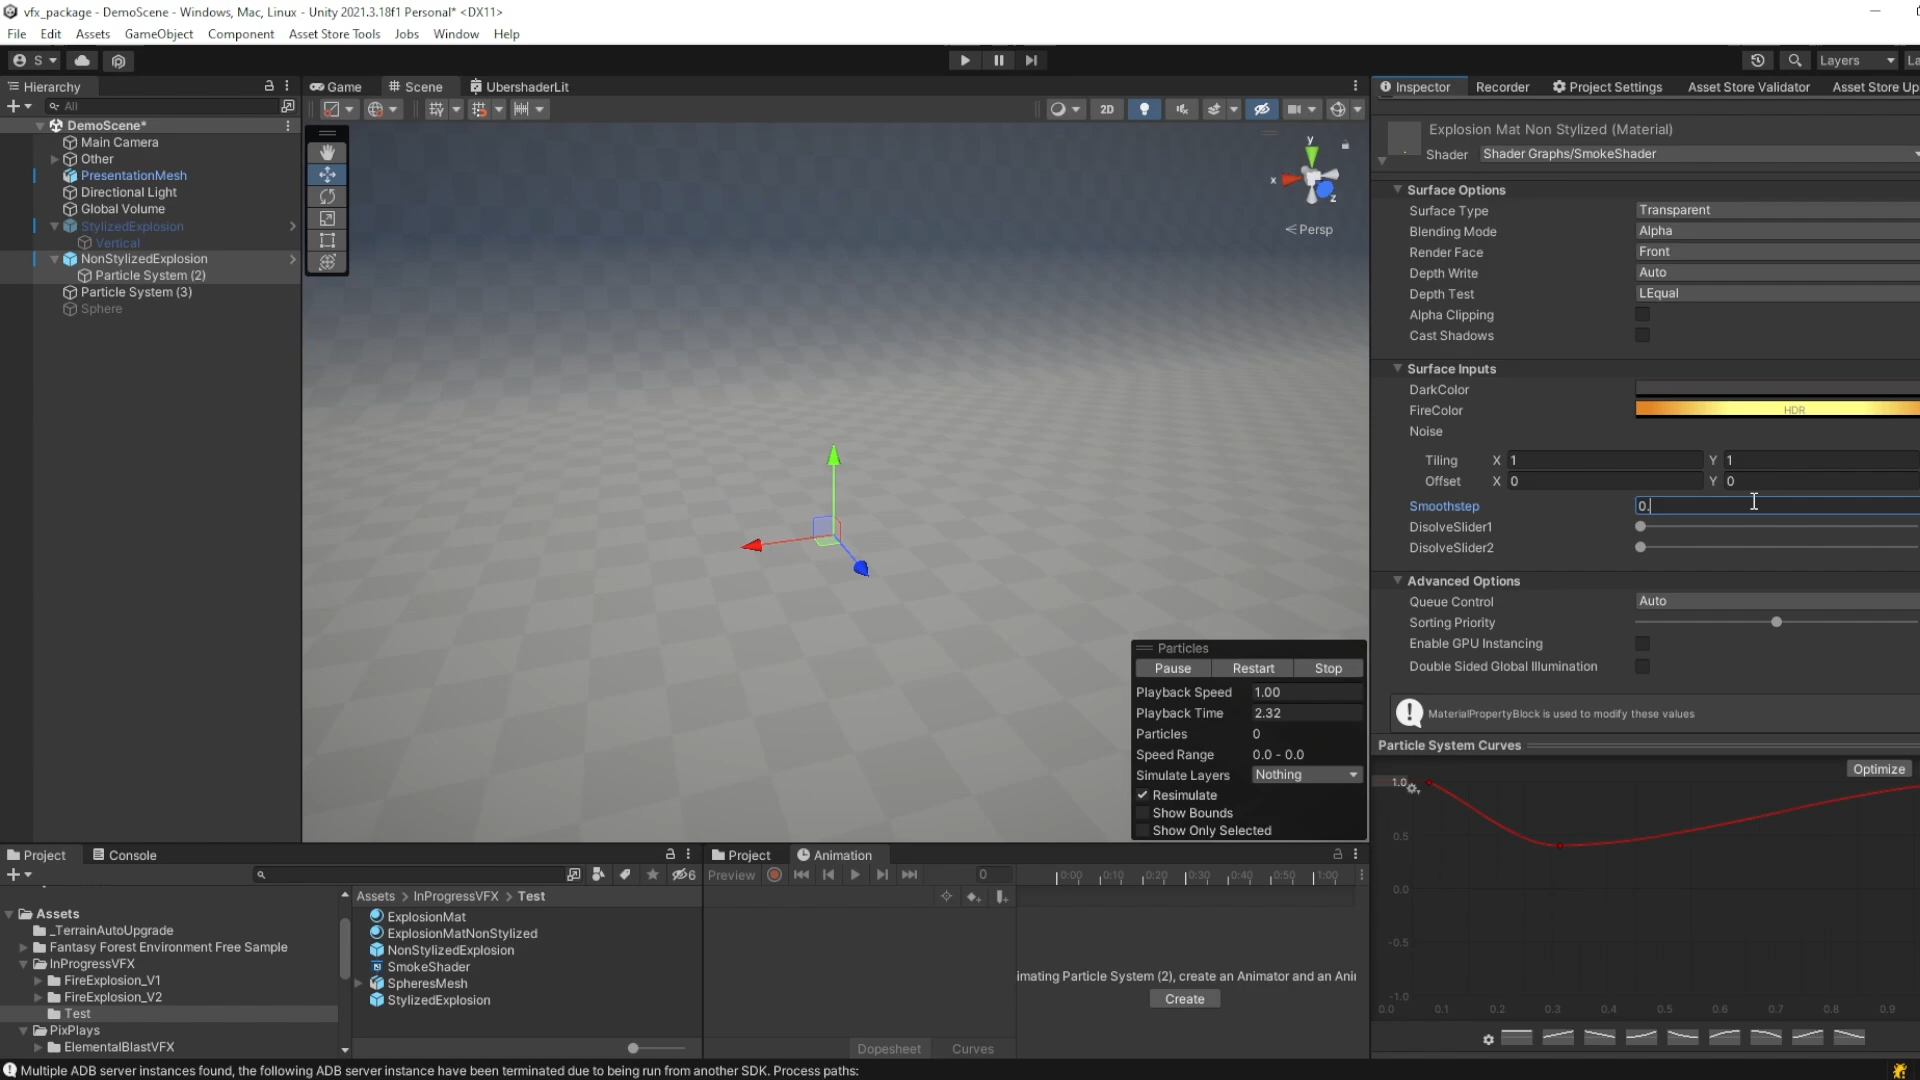 vfx_package - DemoScene - Windows, Mac, Linux - Unity 2021.3.18f1 Personal* <DX11>
File Edit Assets GameObject Component Asset Store Tools Jobs Window Help
S Layers La
Hierarchy
All
DemoScene*
Main Camera
Other
PresentationMesh
Directional Light
Global Volume
StylizedExplosion
Vertical
NonStylizedExplosion
Particle System (2)
Particle System (3)
Sphere
Game Scene UbershaderLit
2D
y
x
z
Persp
Particles
Pause Restart Stop
Playback Speed 1.00
Playback Time 2.32
Particles 0
Speed Range 0.0 - 0.0
Simulate Layers Nothing
Resimulate
Show Bounds
Show Only Selected
Inspector Recorder Project Settings Asset Store Validator Asset Store Up
Explosion Mat Non Stylized (Material)
Shader Shader Graphs/SmokeShader
Surface Options
Surface Type Transparent
Blending Mode Alpha
Render Face Front
Depth Write Auto
Depth Test LEqual
Alpha Clipping
Cast Shadows
Surface Inputs
DarkColor
FireColor HDR
Noise
Tiling X 1 Y 1
Offset X 0 Y 0
Smoothstep 0.
DisolveSlider1
DisolveSlider2
Advanced Options
Queue Control Auto
Sorting Priority
Enable GPU Instancing
Double Sided Global Illumination
MaterialPropertyBlock is used to modify these values
Particle System Curves
Optimize
1.0
0.5
0.0
-0.5
-1.0
0.0 0.1 0.2 0.3 0.4 0.5 0.6 0.7 0.8 0.9
Project Console
6
Assets
_TerrainAutoUpgrade
Fantasy Forest Environment Free Sample
InProgressVFX
FireExplosion_V1
FireExplosion_V2
Test
PixPlays
ElementalBlastVFX
Assets > InProgressVFX > Test
ExplosionMat
ExplosionMatNonStylized
NonStylizedExplosion
SmokeShader
SpheresMesh
StylizedExplosion
Project Animation
Preview 0 0:00 0:10 0:20 0:30 0:40 0:50 1:00
imating Particle System (2), create an Animator and an Ani
Create
Dopesheet Curves
Multiple ADB server instances found, the following ADB server instance have been terminated due to being run from another SDK. Process paths: